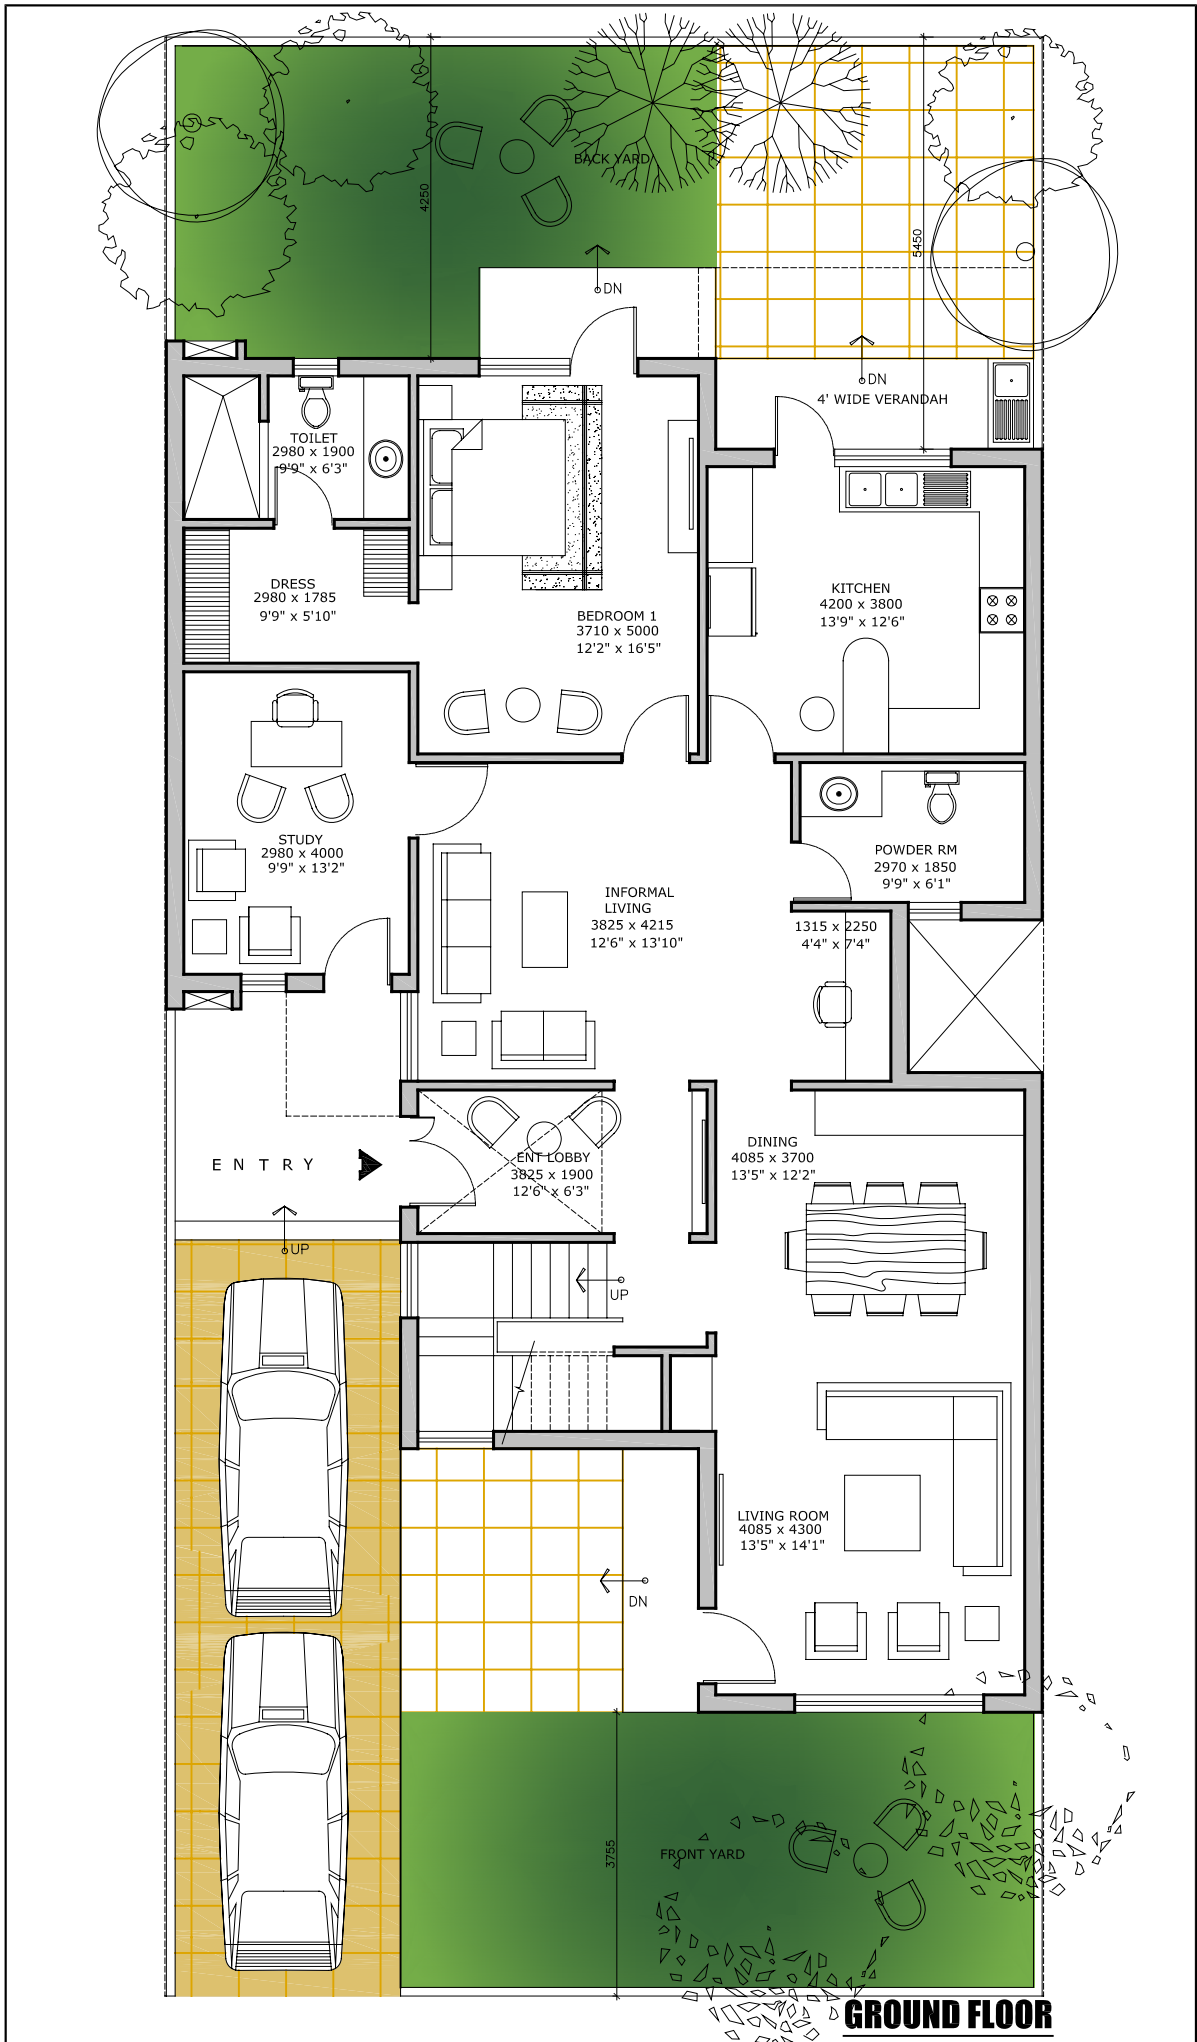 BACK YARD
4250
5450
DN
DN
4' WIDE VERANDAH
TOILET
2980 x 1900
9'9" x 6'3"
DRESS
2980 x 1785
9'9" x 5'10"
BEDROOM 1
3710 x 5000
12'2" x 16'5"
KITCHEN
4200 x 3800
13'9" x 12'6"
STUDY
2980 x 4000
9'9" x 13'2"
INFORMAL
LIVING
3825 x 4215
12'6" x 13'10"
POWDER RM
2970 x 1850
9'9" x 6'1"
1315 x 2250
4'4" x 7'4"
ENTRY
ENT LOBBY
3825 x 1900
12'6" x 6'3"
DINING
4085 x 3700
13'5" x 12'2"
UP
UP
LIVING ROOM
4085 x 4300
13'5" x 14'1"
DN
FRONT YARD
3755
GROUND FLOOR